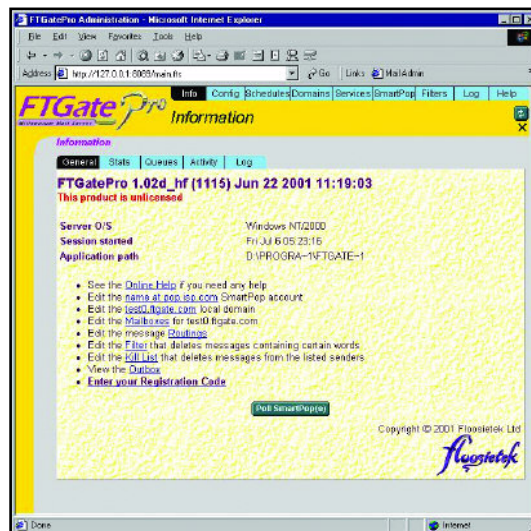 FTGatePro Administration - Microsoft Internet Explorer
File Edit View Favorites Tools Help
Address http://127.0.0.1:8089/main.fts Go Links MailAdmin
Info Config Schedules Domains Services SmartPop Filters Log Help
FTGate Pro
Millennium Mail Server
Information
Information
General Stats Queues Activity Log
FTGatePro 1.02d_hf (1115) Jun 22 2001 11:19:03
This product is unlicensed
Server O/S Windows NT/2000
Session started Fri Jul 6 05:23:16
Application path D:\PROGRA~1\FTGATE~1
See the Online Help if you need any help
Edit the name at pop.isp.com SmartPop account
Edit the test0.ftgate.com local domain
Edit the Mailboxes for test0.ftgate.com
Edit the message Routings
Edit the Filter that deletes messages containing certain words
Edit the Kill List that deletes messages from the listed senders
View the Outbox
Enter your Registration Code
Poll SmartPop(s)
Copyright © 2001 Floosietek Ltd
floosietek
Done Internet